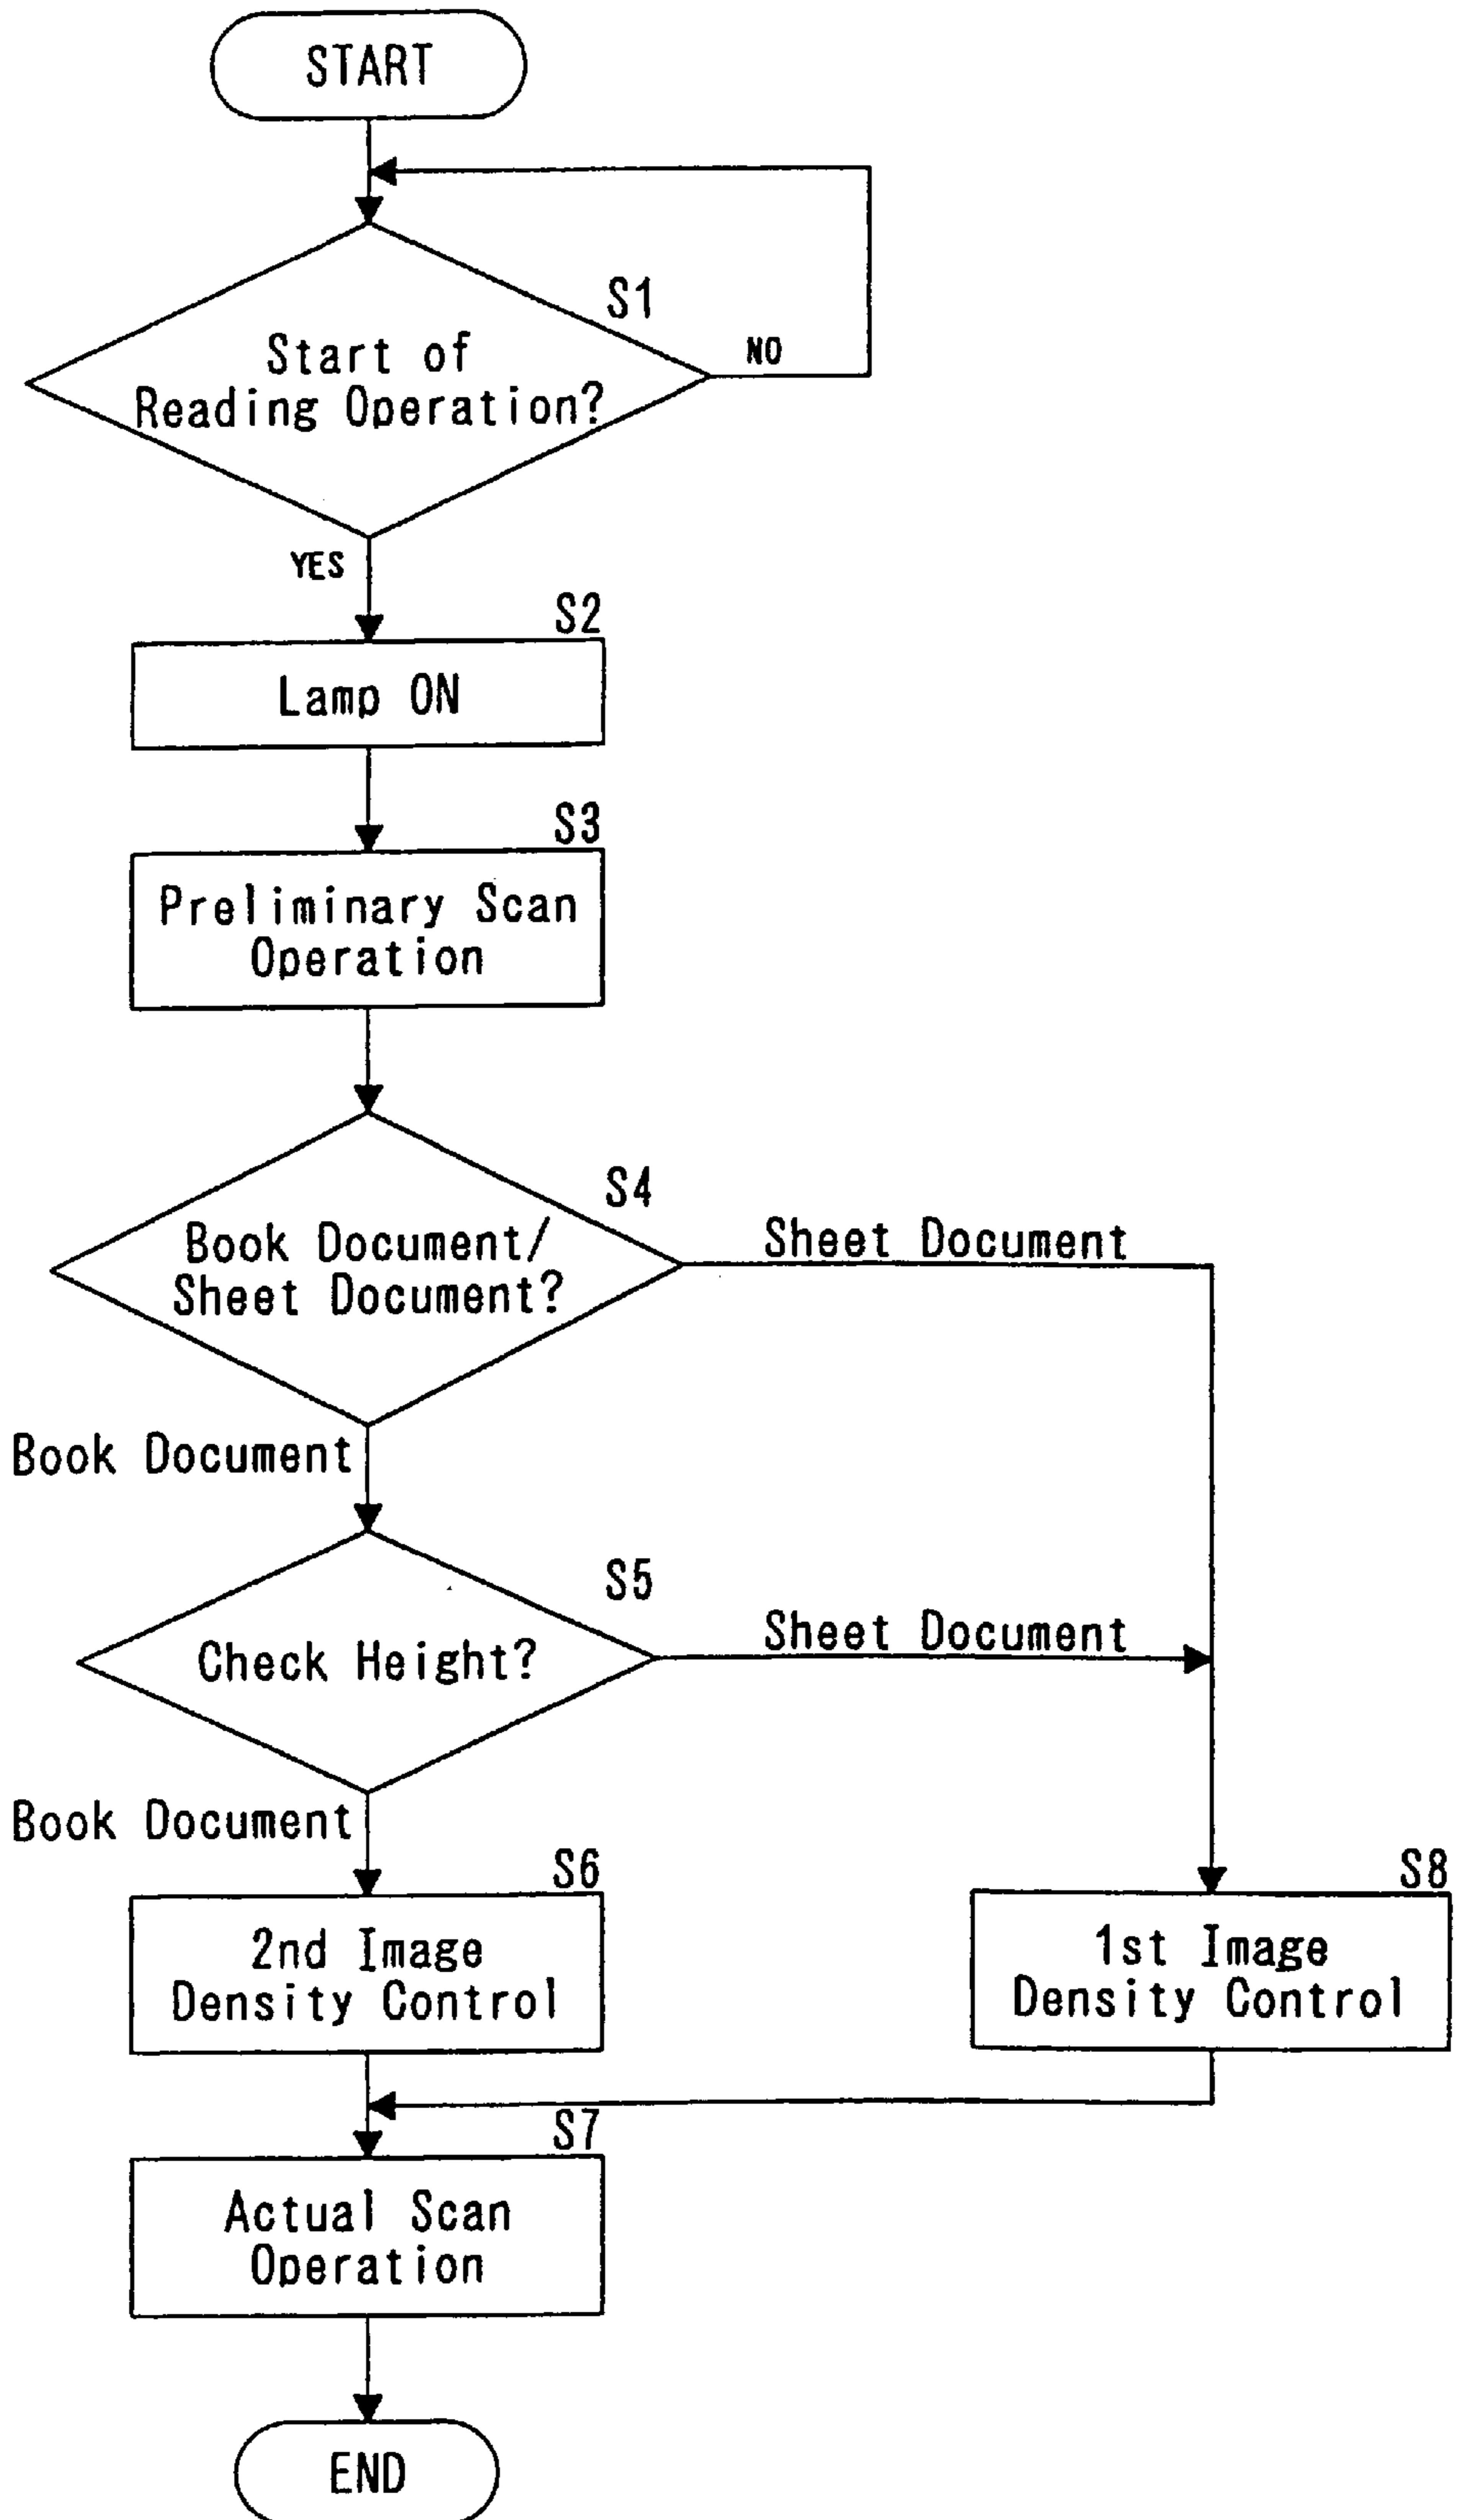 START
S1
Start of
Reading Operation?
NO
YES
S2
Lamp ON
S3
Preliminary Scan
Operation
S4
Book Document/
Sheet Document?
Sheet Document
Book Document
S5
Check Height?
Sheet Document
Book Document
S6
2nd Image
Density Control
S8
1st Image
Density Control
S7
Actual Scan
Operation
END